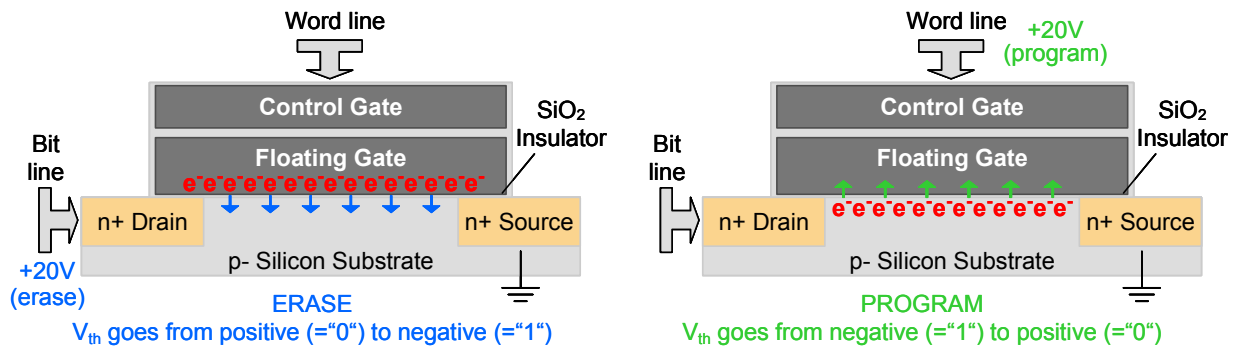 Word line
Control Gate
Floating Gate
SiO₂
Insulator
Bit
line
e⁻e⁻e⁻e⁻e⁻e⁻e⁻e⁻e⁻e⁻e⁻
n+ Drain
n+ Source
p- Silicon Substrate
+20V
(erase)
ERASE
Vth goes from positive (=“0“) to negative (=“1“)
Word line
+20V
(program)
Control Gate
Floating Gate
SiO₂
Insulator
Bit
line
e⁻e⁻e⁻e⁻e⁻e⁻e⁻e⁻e⁻
n+ Drain
n+ Source
p- Silicon Substrate
PROGRAM
Vth goes from negative (=“1“) to positive (=“0“)